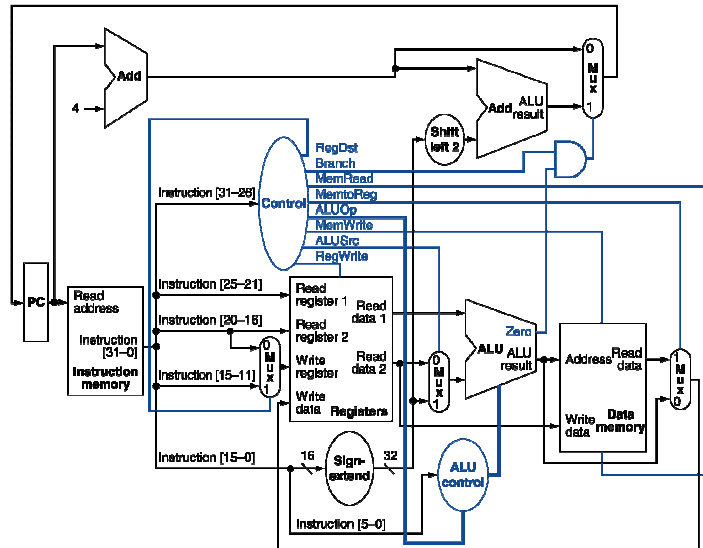 0
M
u
x
1
Add
4
Add
ALU
result
Shift
left 2
RegDst
Branch
MemRead
MemtoReg
ALUOp
MemWrite
ALUSrc
RegWrite
Control
Instruction [31–26]
PC
Read
address
Instruction
[31–0]
Instruction
memory
Instruction [25–21]
Instruction [20–16]
Instruction [15–11]
0
M
u
x
1
Read
register 1
Read
register 2
Write
register
Write
data
Read
data 1
Read
data 2
Registers
0
M
u
x
1
Zero
ALU
ALU
result
Address
Write
data
Read
data
Data
memory
1
M
u
x
0
Instruction [15–0]
16
Sign-
extend
32
ALU
control
Instruction [5–0]